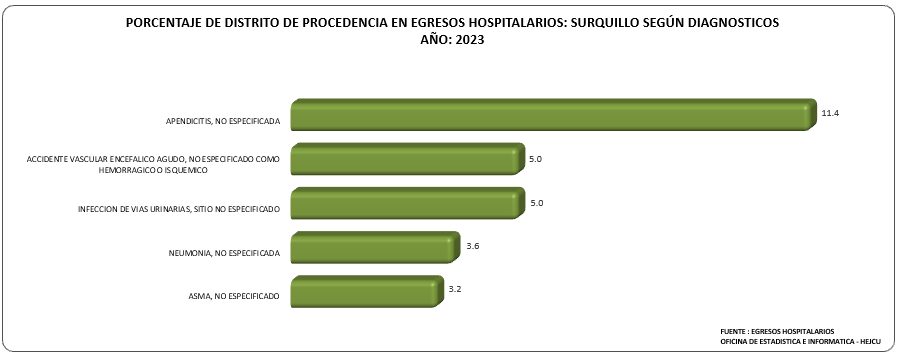 PORCENTAJE DE DISTRITO DE PROCEDENCIA EN EGRESOS HOSPITALARIOS: SURQUILLO SEGÚN DIAGNOSTICOS
AÑO: 2023
APENDICITIS, NO ESPECIFICADA
11.4
ACCIDENTE VASCULAR ENCEFALICO AGUDO, NO ESPECIFICADO COMO
HEMORRAGICO O ISQUEMICO
5.0
INFECCION DE VIAS URINARIAS, SITIO NO ESPECIFICADO
5.0
NEUMONIA, NO ESPECIFICADA
3.6
ASMA, NO ESPECIFICADO
3.2
FUENTE : EGRESOS HOSPITALARIOS
OFICINA DE ESTADISTICA E INFORMATICA - HEJCU